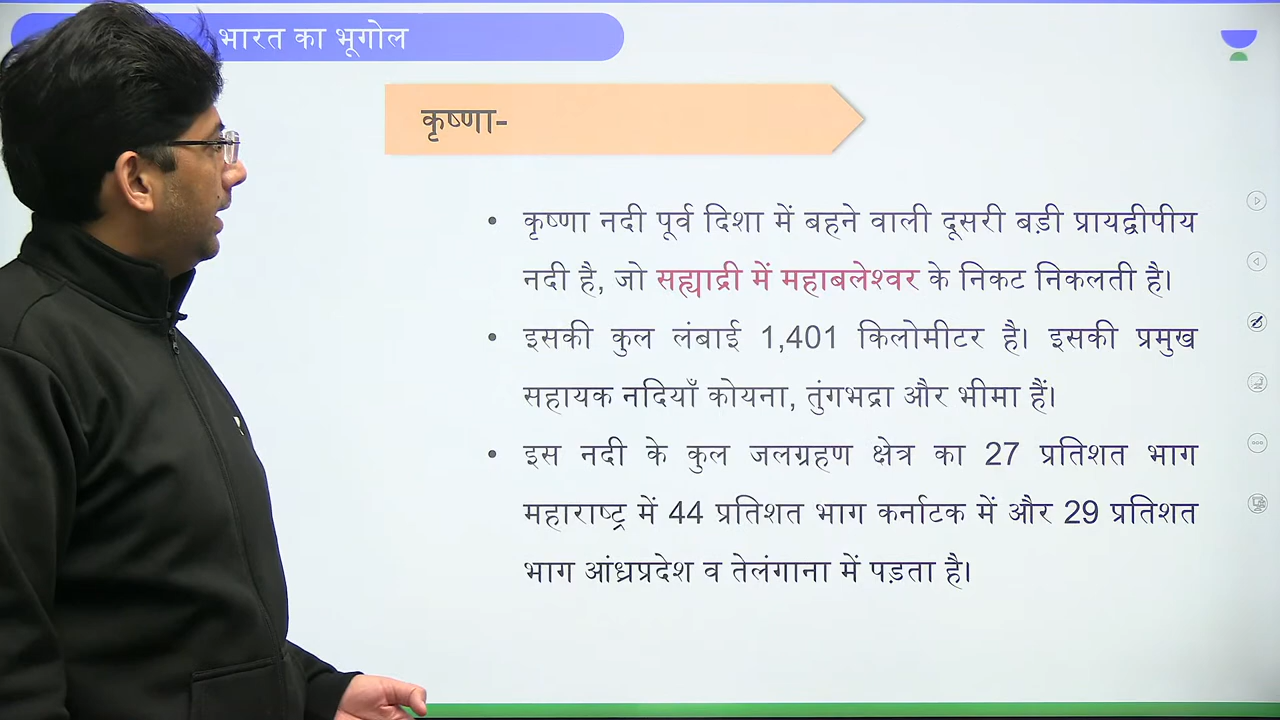 भारत का भूगोल
कृष्णा-
• कृष्णा नदी पूर्व दिशा में बहने वाली दूसरी बड़ी प्रायद्वीपीय
नदी है, जो सह्याद्री में महाबलेश्वर के निकट निकलती है।
• इसकी कुल लंबाई 1,401 किलोमीटर है। इसकी प्रमुख
सहायक नदियाँ कोयना, तुंगभद्रा और भीमा हैं।
• इस नदी के कुल जलग्रहण क्षेत्र का 27 प्रतिशत भाग
महाराष्ट्र में 44 प्रतिशत भाग कर्नाटक में और 29 प्रतिशत
भाग आंध्रप्रदेश व तेलंगाना में पड़ता है।